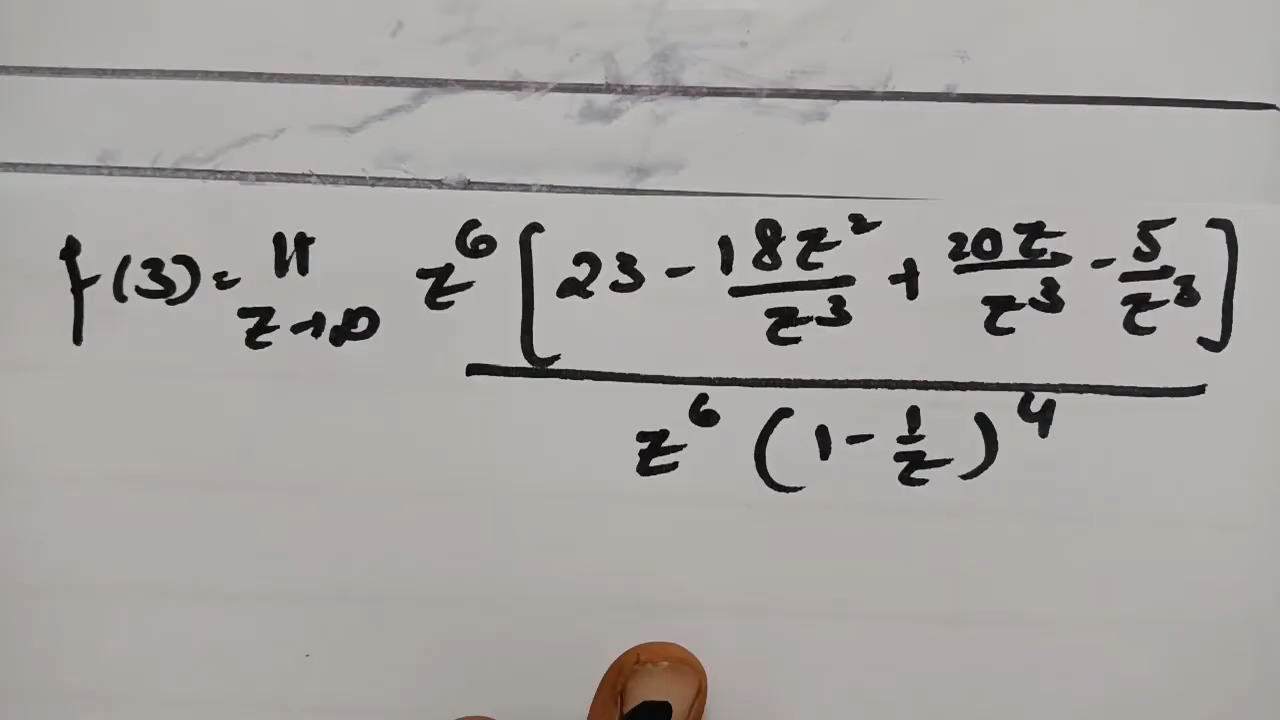 f(3) = lt z→∞ z⁶ [23 - 18z²/z³ + 20z/z³ - 5/z³]
z⁶ (1 - 1/z)⁴